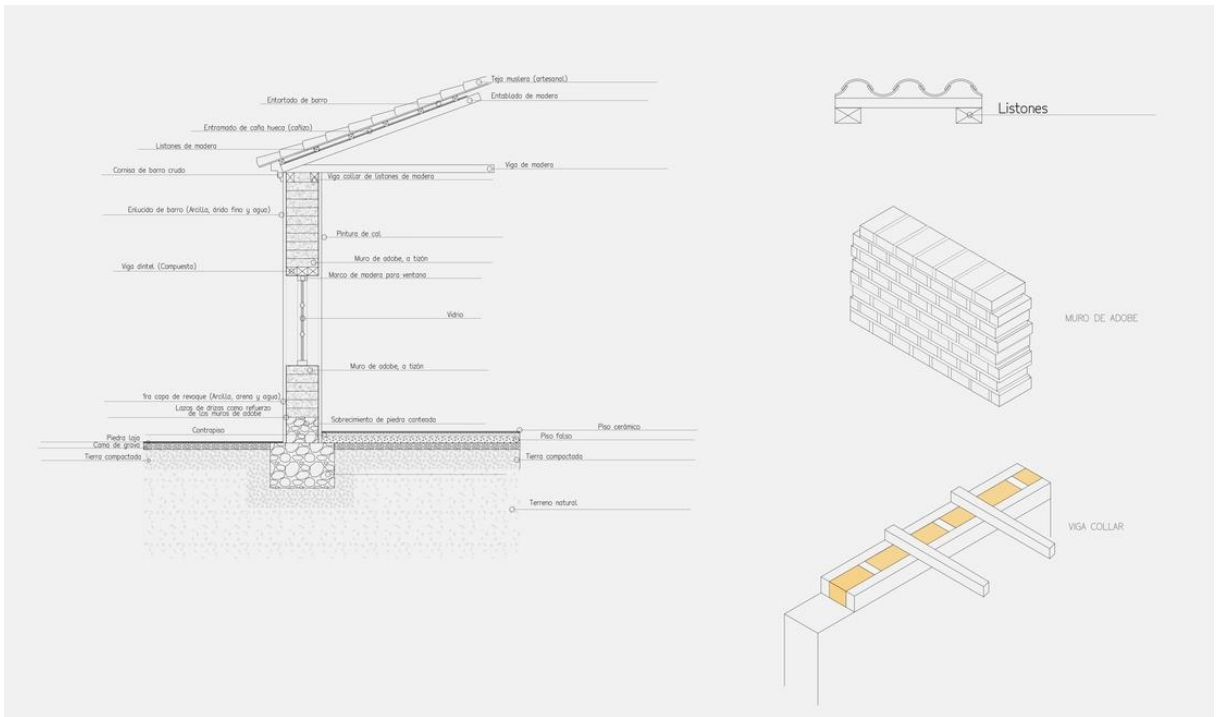 Teja muslera (artesanal)
Entortado de barro
Entablado de madera
Entramado de caña hueca (cañizo)
Listones de madera
Cornisa de barro crudo
Viga de madera
Viga collar de listones de madera
Enlucido de barro (Arcilla, árido fino y agua)
Pintura de cal
Muro de adobe, a tizón
Viga dintel (Compuesta)
Marco de madera para ventana
Vidrio
Muro de adobe, a tizón
1ra capa de revoque (Arcilla, arena y agua)
Lazos de drizas como refuerzo
de los muros de adobe
Sobrecimiento de piedra canteada
Contrapiso
Piso cerámico
Piedra laja
Piso falso
Cama de grava
Tierra compactada
Tierra compactada
Terreno natural
Listones
MURO DE ADOBE
VIGA COLLAR